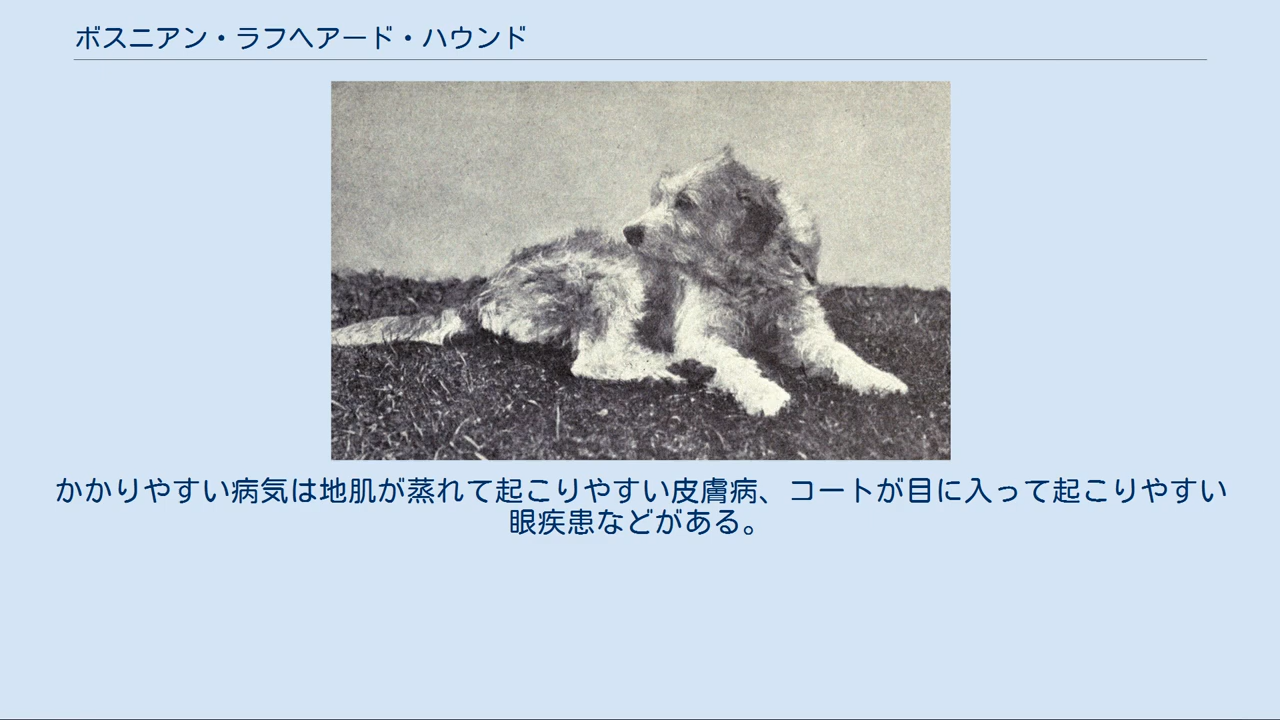 ボスニアン・ラフヘアード・ハウンド
かかりやすい病気は地肌が蒸れて起こりやすい皮膚病、コートが目に入って起こりやすい
眼疾患などがある。